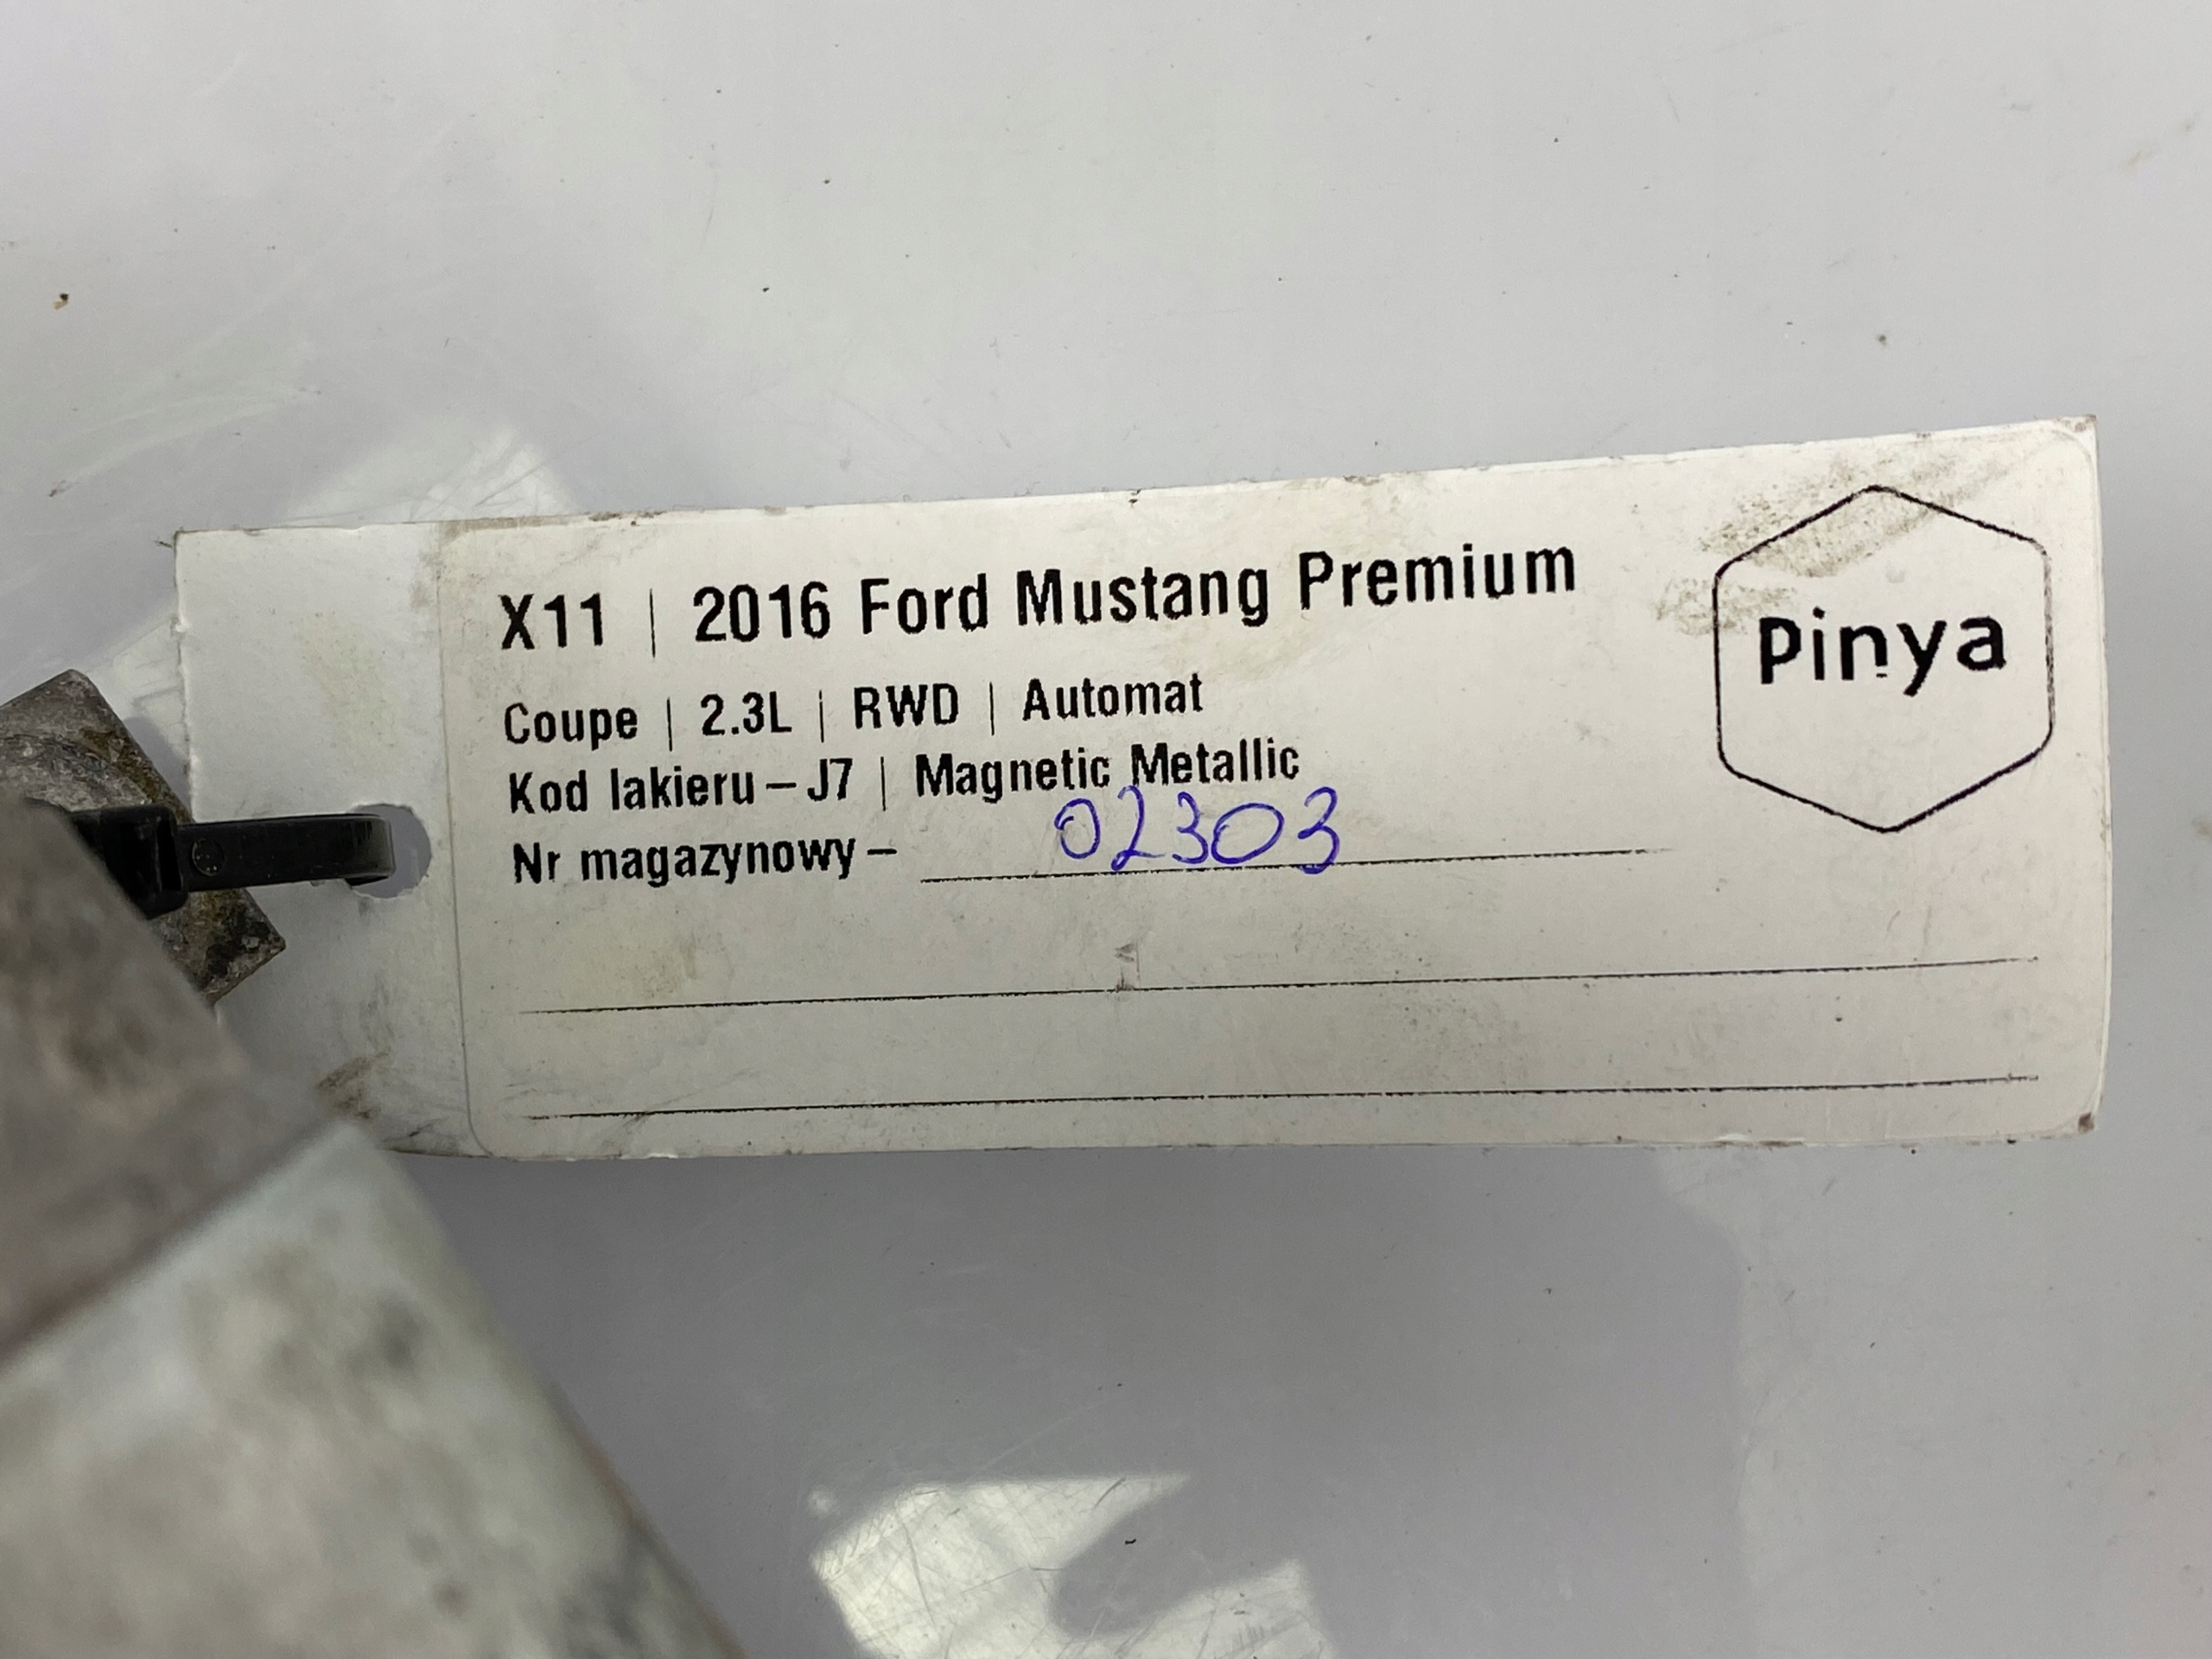 X11 | 2016 Ford Mustang Premium
Coupe | 2.3L | RWD | Automat
Kod lakieru – J7 | Magnetic Metallic
Nr magazynowy – 02303
Pinya